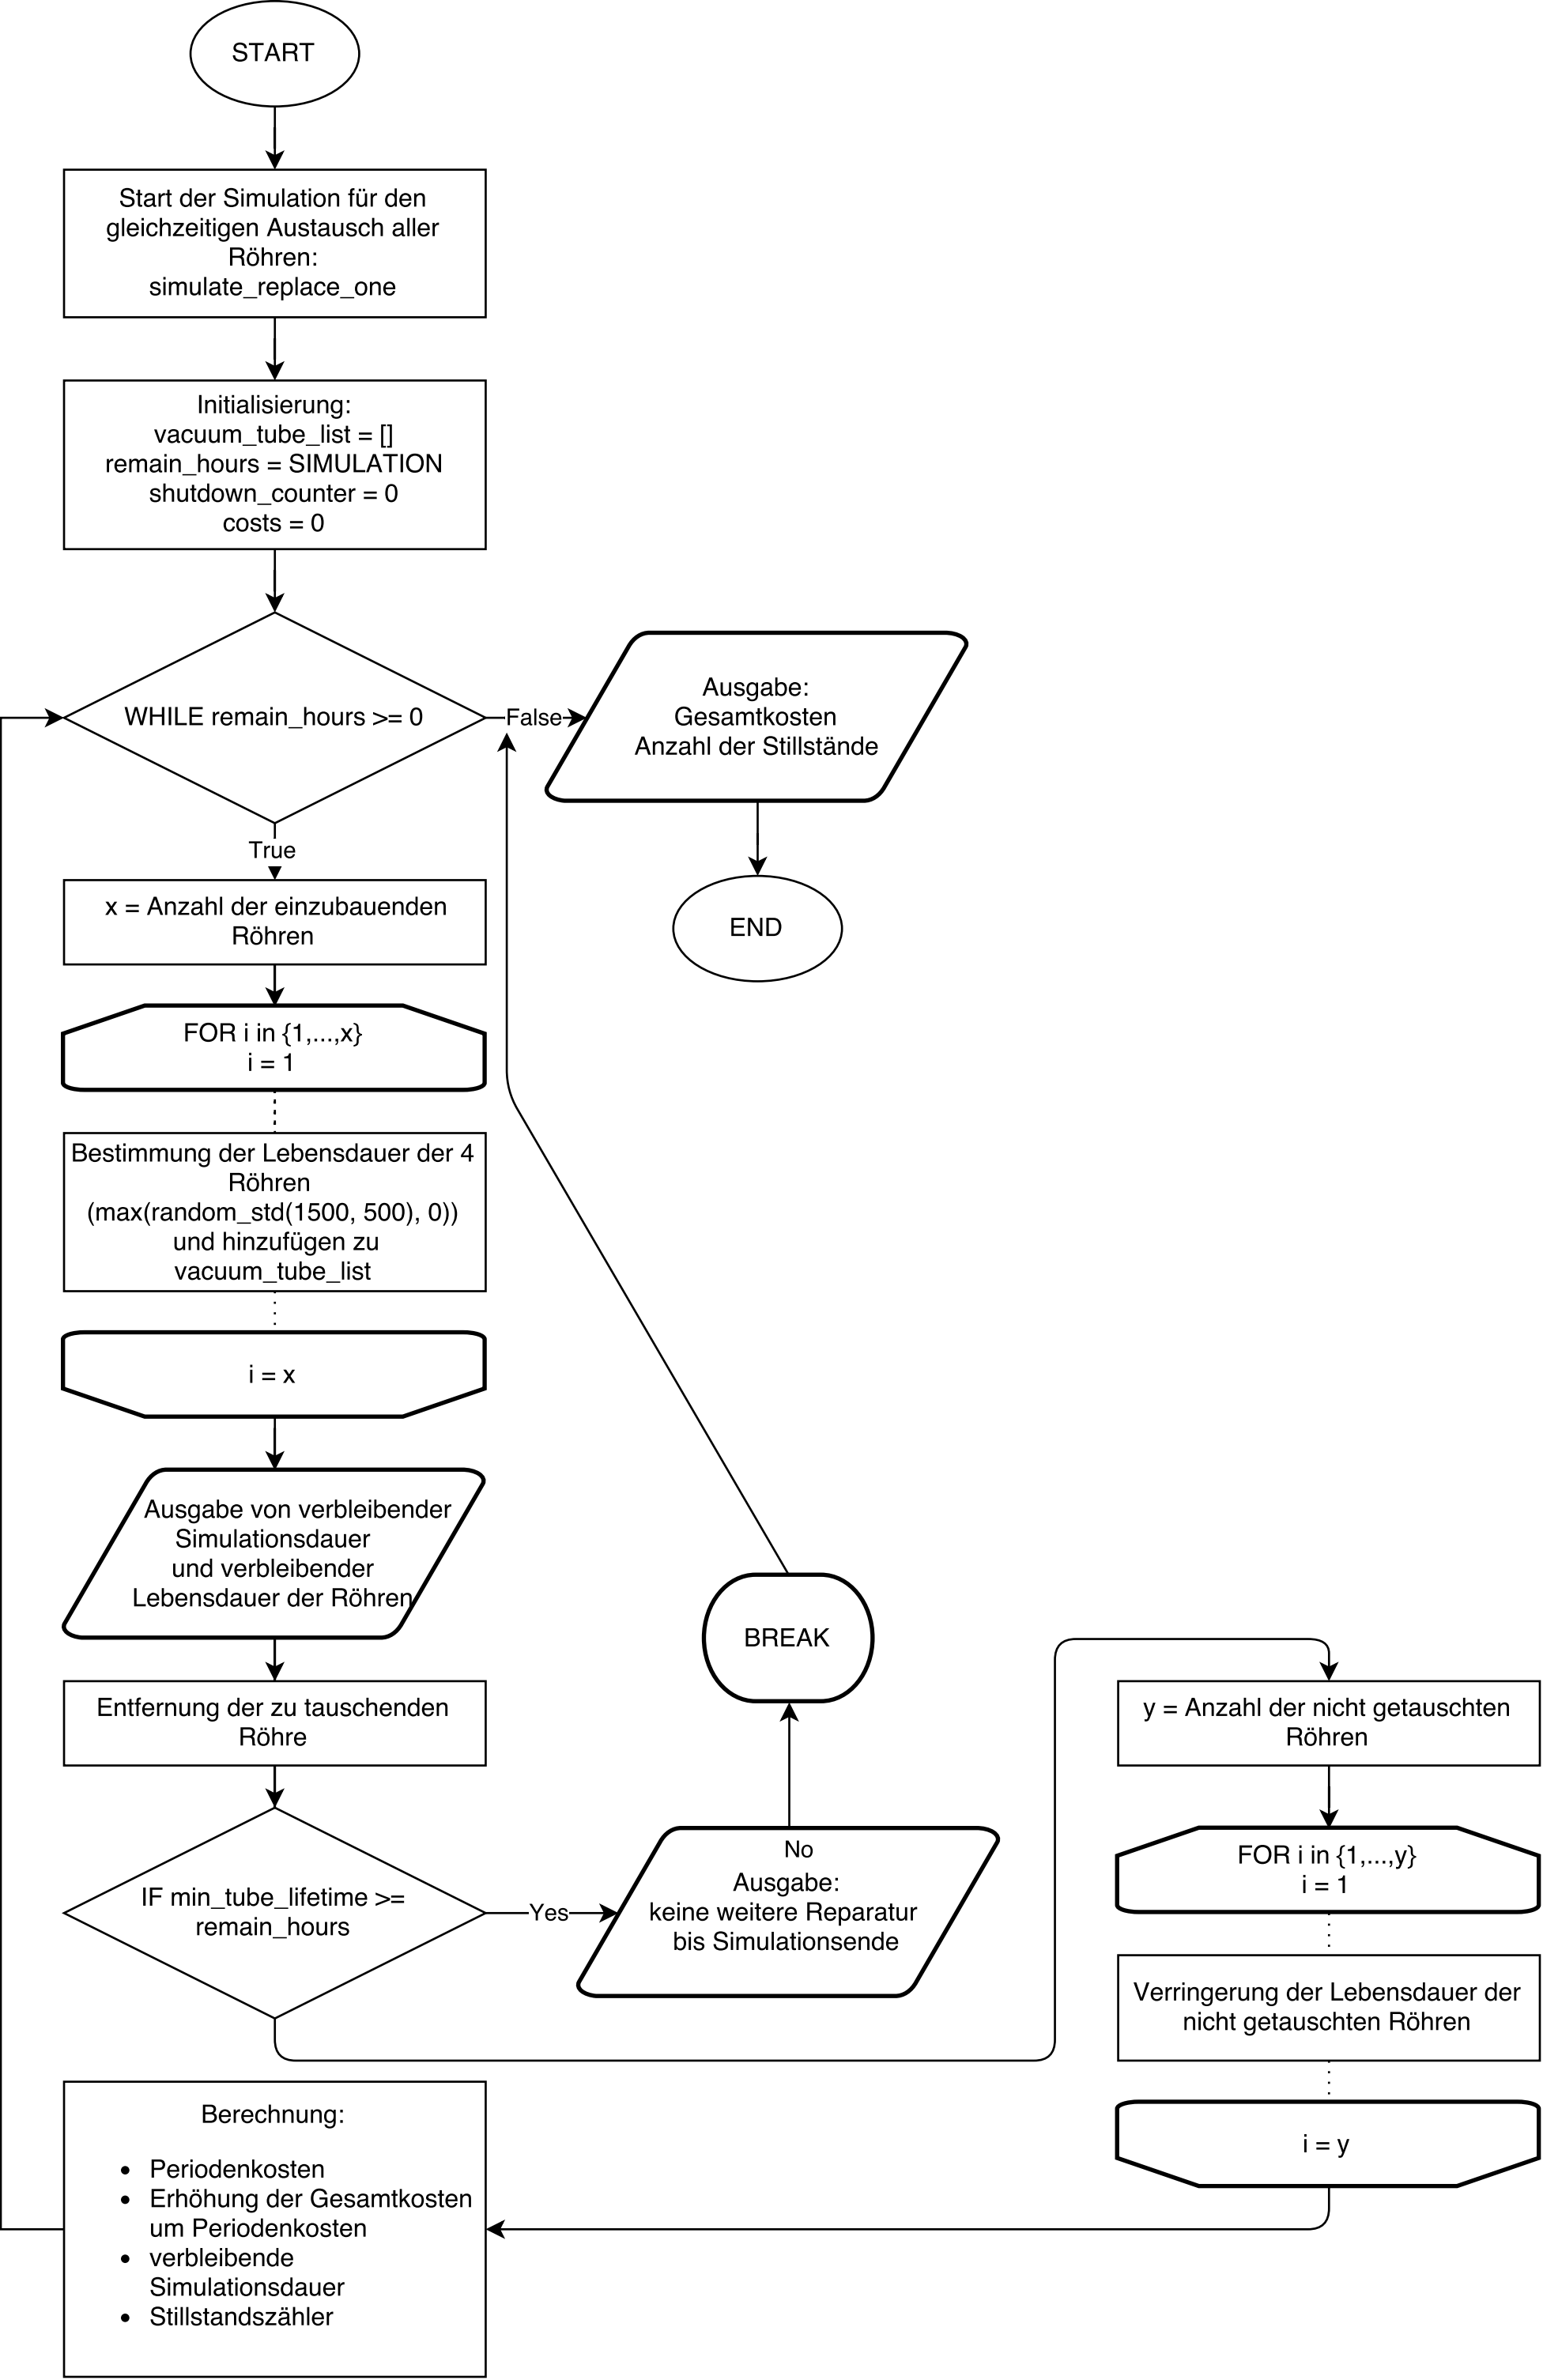 START
Start der Simulation für den
gleichzeitigen Austausch aller
Röhren:
simulate_replace_one
Initialisierung:
vacuum_tube_list = []
remain_hours = SIMULATION
shutdown_counter = 0
costs = 0
WHILE remain_hours >= 0
False
Ausgabe:
Gesamtkosten
Anzahl der Stillstände
END
True
x = Anzahl der einzubauenden
Röhren
FOR i in {1,...,x}
i = 1
Bestimmung der Lebensdauer der 4
Röhren
(max(random_std(1500, 500), 0))
und hinzufügen zu
vacuum_tube_list
i = x
Ausgabe von verbleibender
Simulationsdauer
und verbleibender
Lebensdauer der Röhren
Entfernung der zu tauschenden
Röhre
IF min_tube_lifetime >=
remain_hours
Yes
No
Ausgabe:
keine weitere Reparatur
bis Simulationsende
BREAK
y = Anzahl der nicht getauschten
Röhren
FOR i in {1,...,y}
i = 1
Verringerung der Lebensdauer der
nicht getauschten Röhren
i = y
Berechnung:
• Periodenkosten
• Erhöhung der Gesamtkosten
um Periodenkosten
• verbleibende
Simulationsdauer
• Stillstandszähler